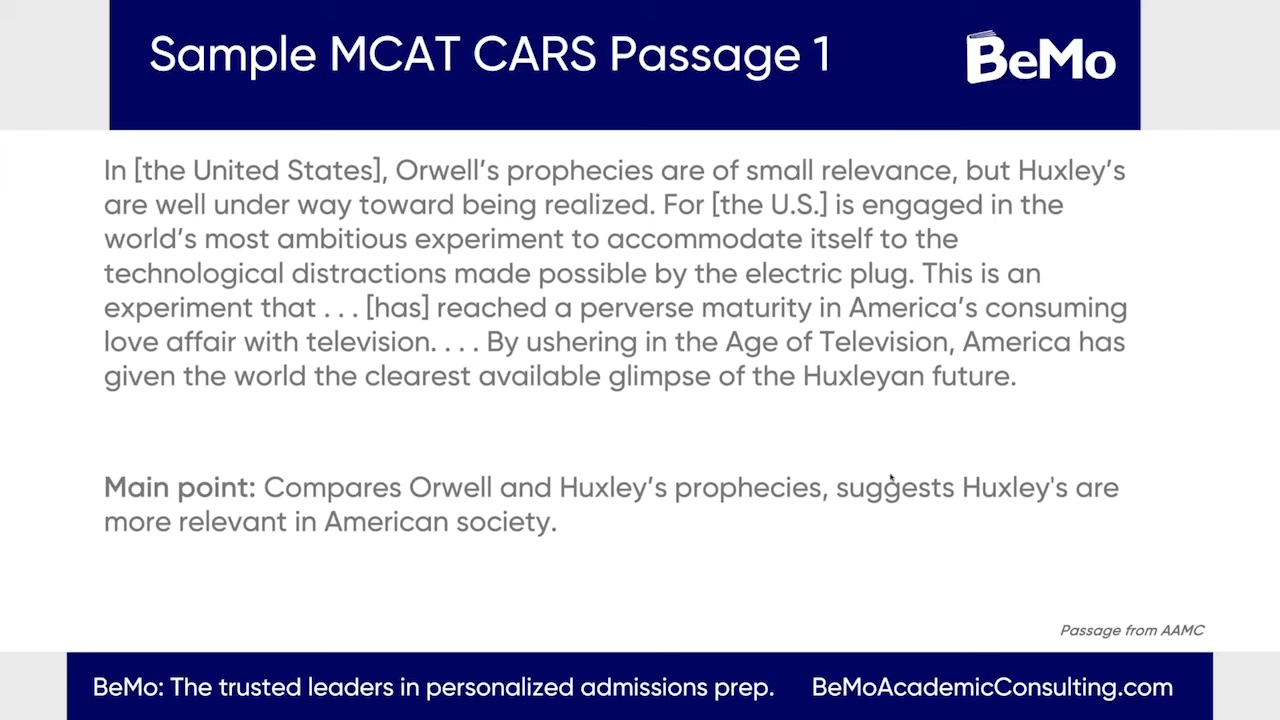 Sample MCAT CARS Passage 1
BeMo
In [the United States], Orwell’s prophecies are of small relevance, but Huxley’s
are well under way toward being realized. For [the U.S.] is engaged in the
world’s most ambitious experiment to accommodate itself to the
technological distractions made possible by the electric plug. This is an
experiment that . . . [has] reached a perverse maturity in America’s consuming
love affair with television. . . . By ushering in the Age of Television, America has
given the world the clearest available glimpse of the Huxleyan future.
Main point: Compares Orwell and Huxley’s prophecies, suggests Huxley's are
more relevant in American society.
Passage from AAMC
BeMo: The trusted leaders in personalized admissions prep. BeMoAcademicConsulting.com